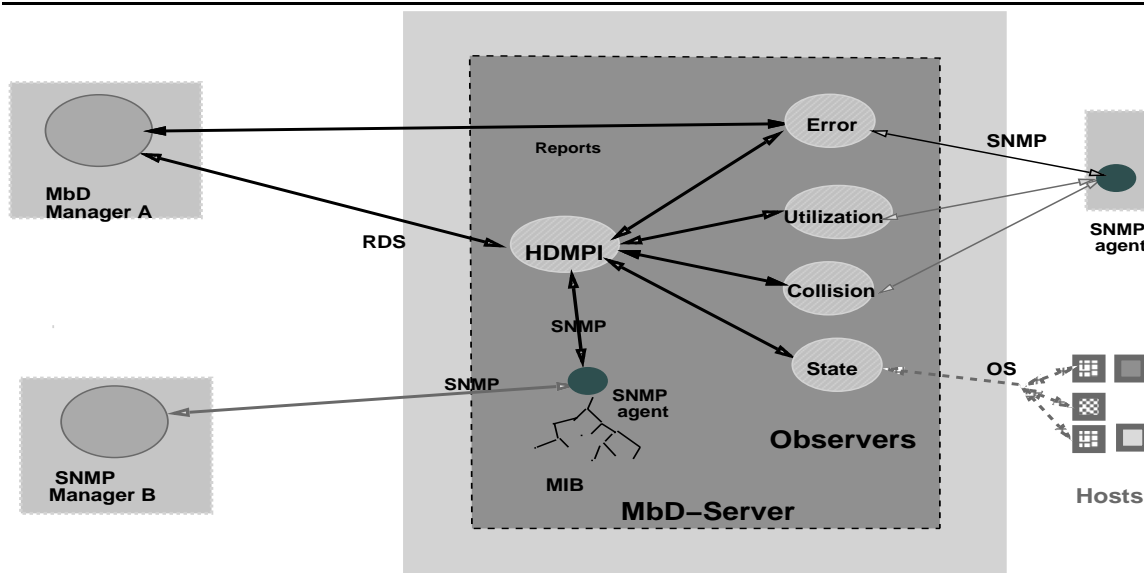 Error
SNMP
Reports
MbD
Manager A
Utilization
SNMP
agent
RDS
HDMPI
Collision
SNMP
State
OS
SNMP
SNMP
agent
Observers
MIB
SNMP
Manager B
Hosts
MbD–Server